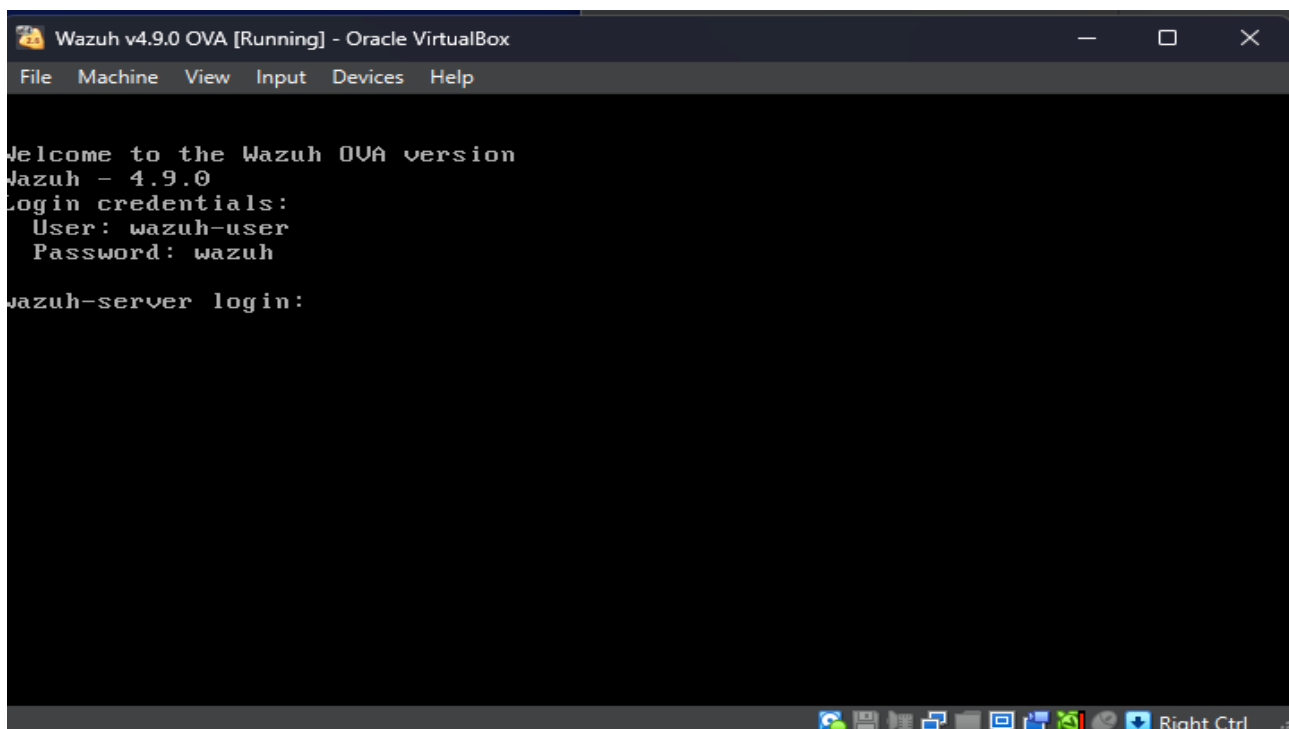 Wazuh v4.9.0 OVA [Running] - Oracle VirtualBox
File Machine View Input Devices Help
Welcome to the Wazuh OVA version
Wazuh - 4.9.0
Login credentials:
User: wazuh-user
Password: wazuh
wazuh-server login:
Right Ctrl